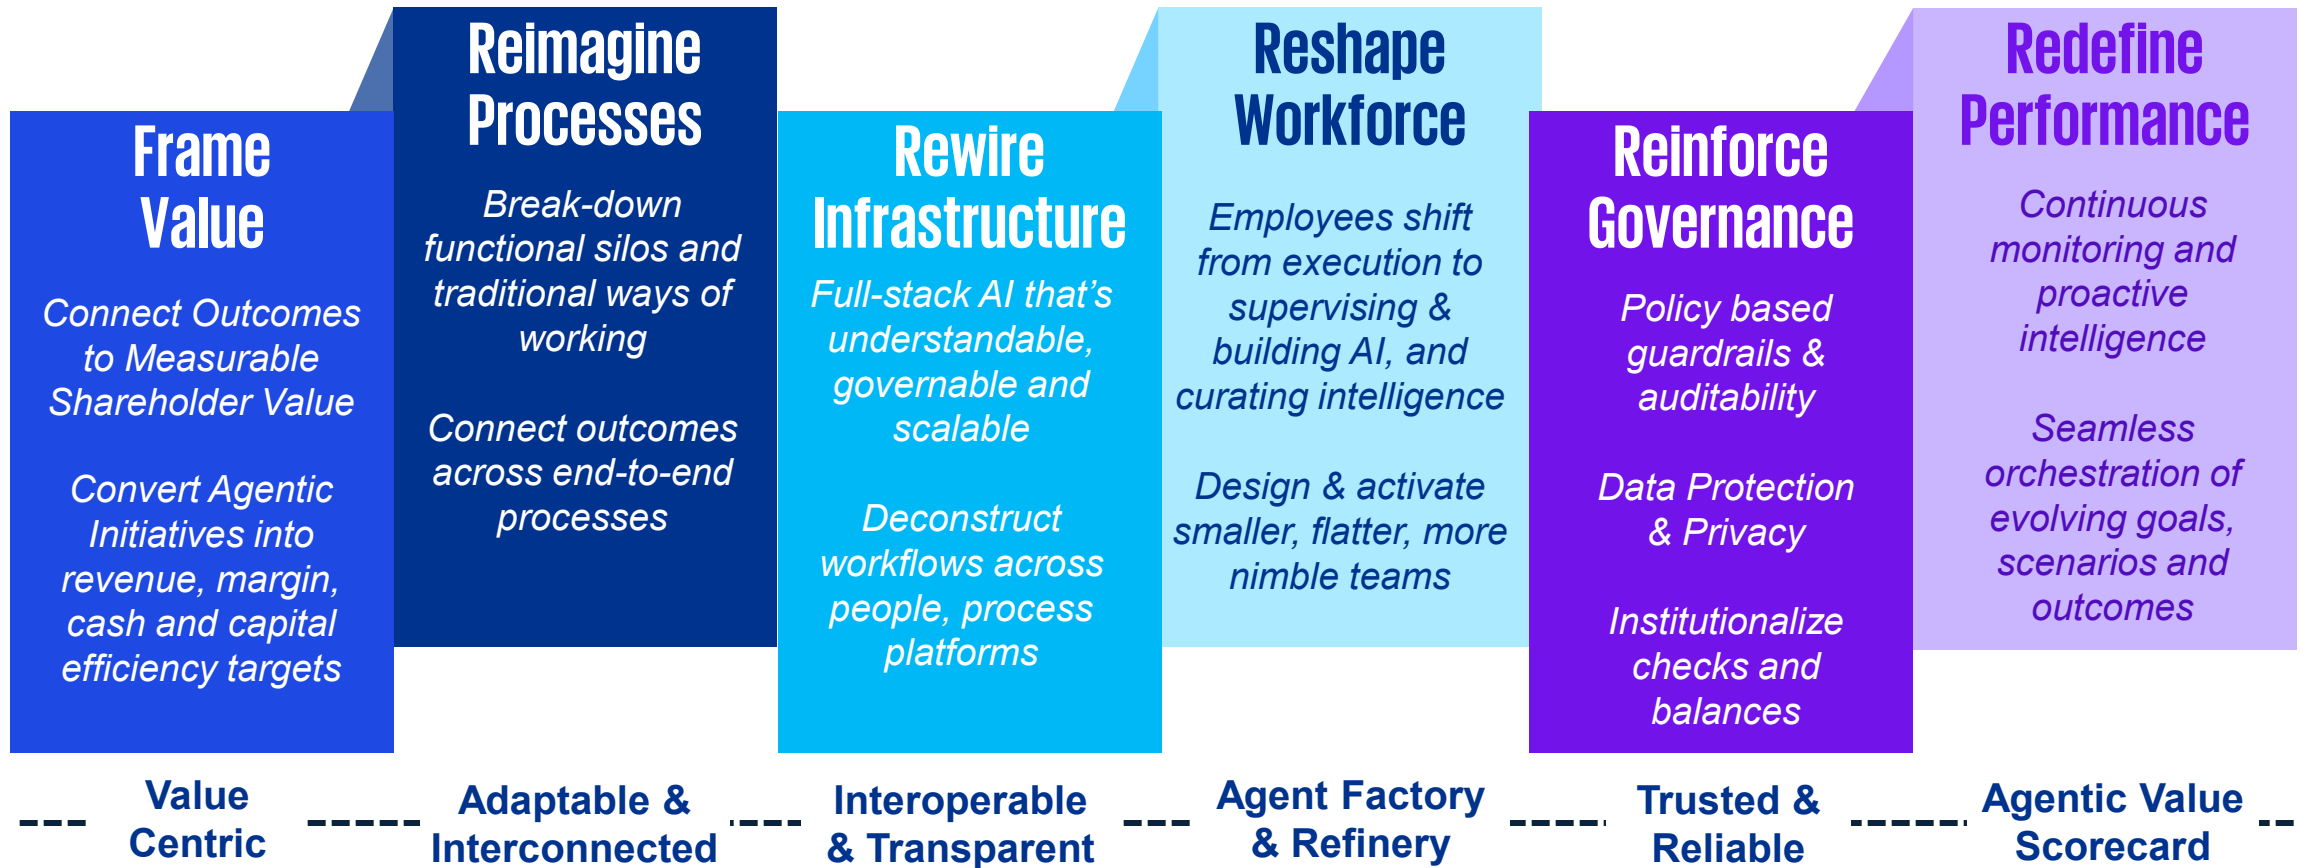 Frame
Value
Connect Outcomes
to Measurable
Shareholder Value
Convert Agentic
Initiatives into
revenue, margin,
cash and capital
efficiency targets
Value
Centric
Reimagine
Processes
Break-down
functional silos and
traditional ways of
working
Connect outcomes
across end-to-end
processes
Adaptable &
Interconnected
Rewire
Infrastructure
Full-stack AI that’s
understandable,
governable and
scalable
Deconstruct
workflows across
people, process
platforms
Interoperable
& Transparent
Reshape
Workforce
Employees shift
from execution to
supervising &
building AI, and
curating intelligence
Design & activate
smaller, flatter, more
nimble teams
Agent Factory
& Refinery
Reinforce
Governance
Policy based
guardrails &
auditability
Data Protection
& Privacy
Institutionalize
checks and
balances
Trusted &
Reliable
Redefine
Performance
Continuous
monitoring and
proactive
intelligence
Seamless
orchestration of
evolving goals,
scenarios and
outcomes
Agentic Value
Scorecard